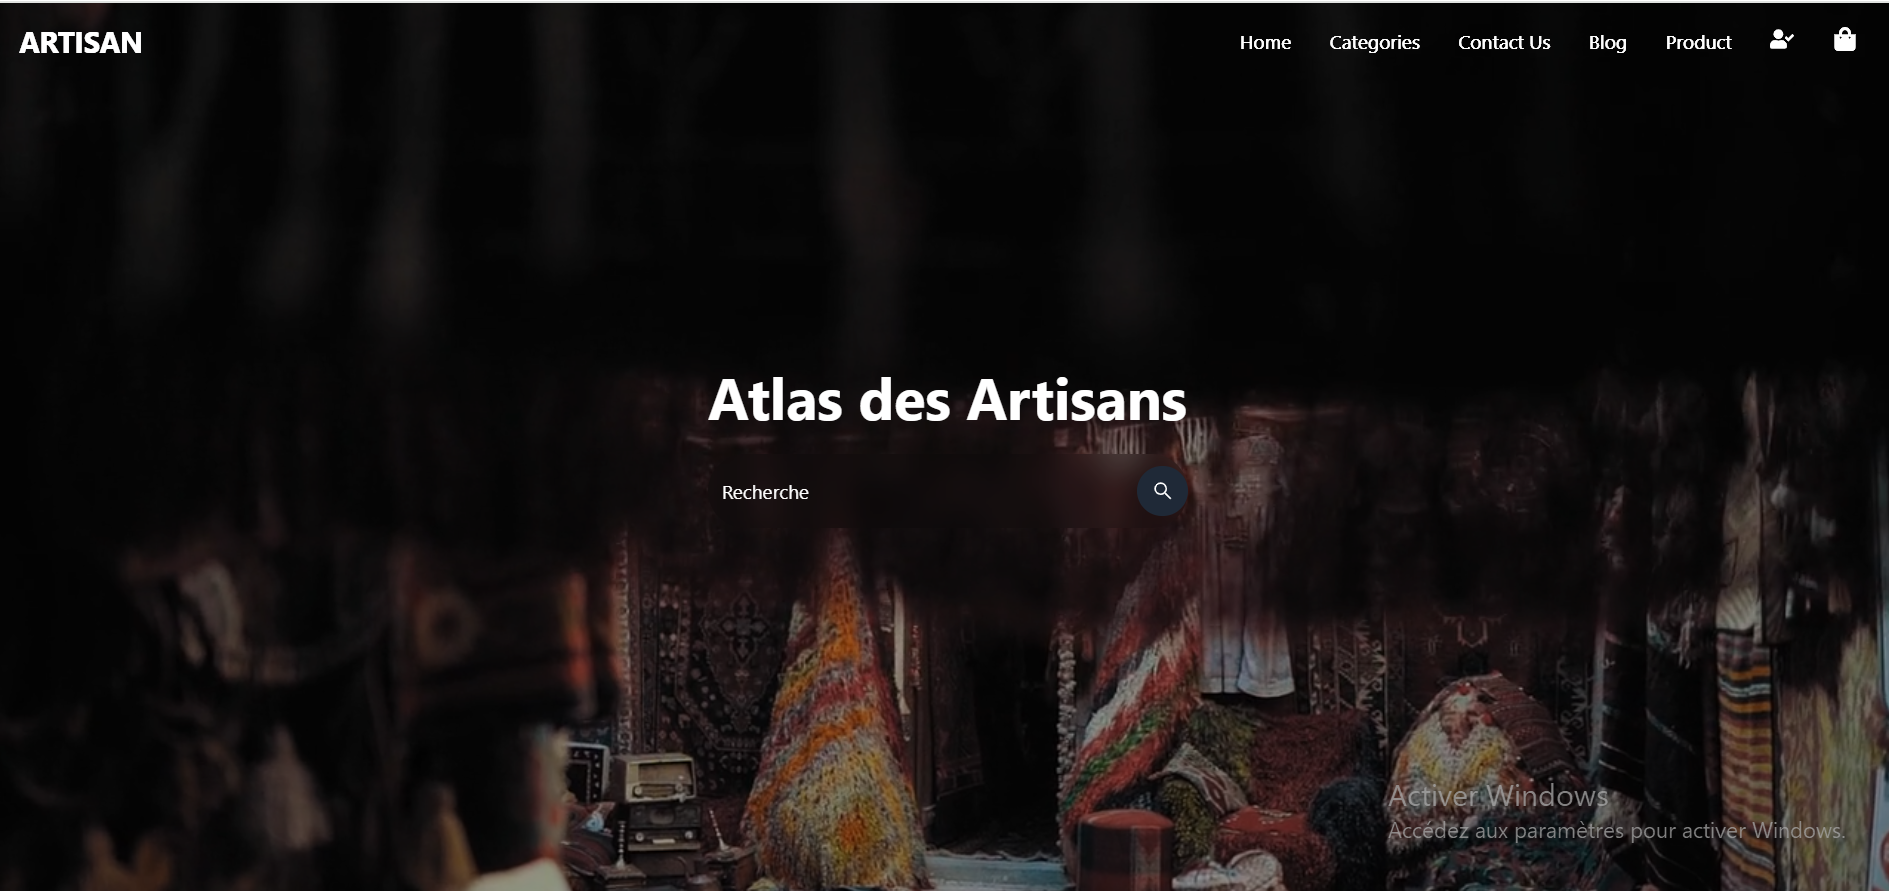 ARTISAN
Home Categories Contact Us Blog Product
Atlas des Artisans
Recherche
Activer Windows
Accédez aux paramètres pour activer Windows.